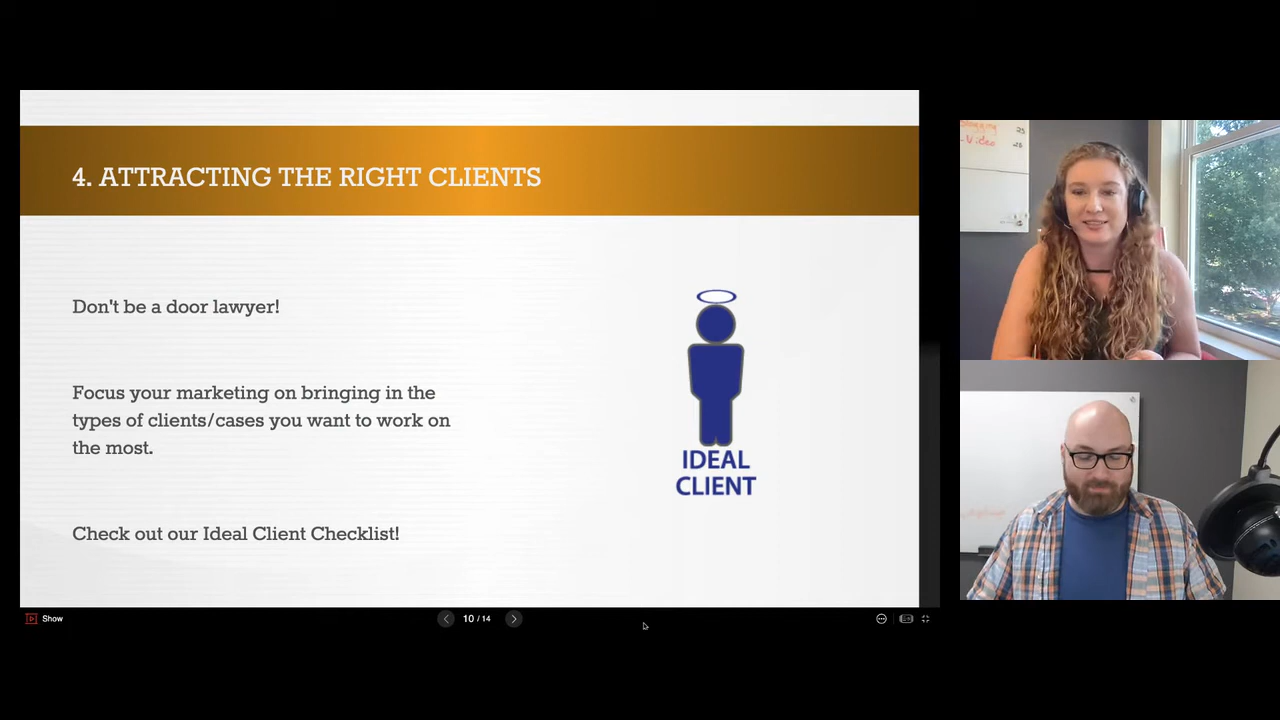 4. ATTRACTING THE RIGHT CLIENTS
Don't be a door lawyer!
Focus your marketing on bringing in the
types of clients/cases you want to work on
the most.
Check out our Ideal Client Checklist!
IDEAL
CLIENT
Show
10 / 14
- Video